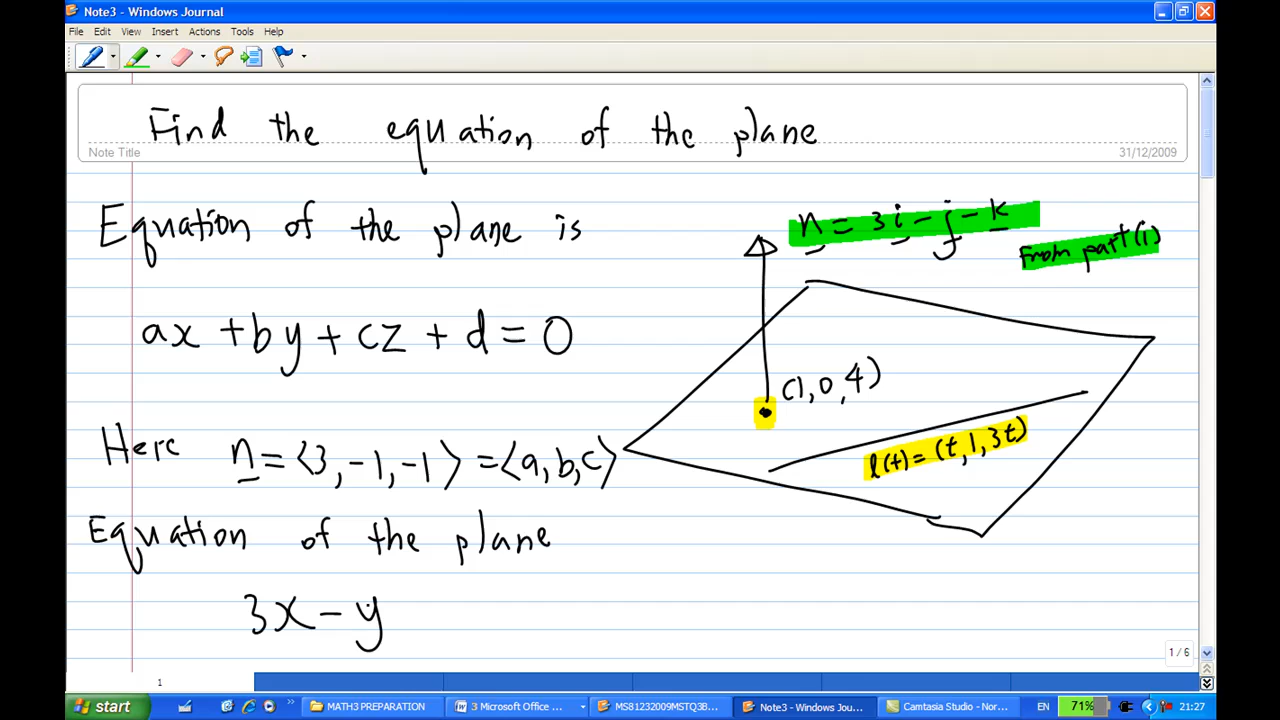 Note3 - Windows Journal
File Edit View Insert Actions Tools Help
Find the equation of the plane
Note Title
31/12/2009
Equation of the plane is
n = 3i - j - k
From part (i)
ax + by + cz + d = 0
(1, 0, 4)
l(t) = (t, 1, 3t)
Here n = ⟨3, -1, -1⟩ = ⟨a, b, c⟩
Equation of the plane
3x - y
1 / 6
1
start
MATH3 PREPARATION
3 Microsoft Office ...
MS81232009MSTQ3B...
Note3 - Windows Jou...
Camtasia Studio - Nor...
EN
71%
21:27